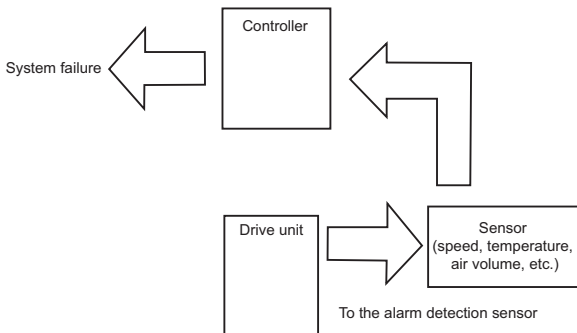 Controller
System failure
Drive unit
Sensor
(speed, temperature,
air volume, etc.)
To the alarm detection sensor